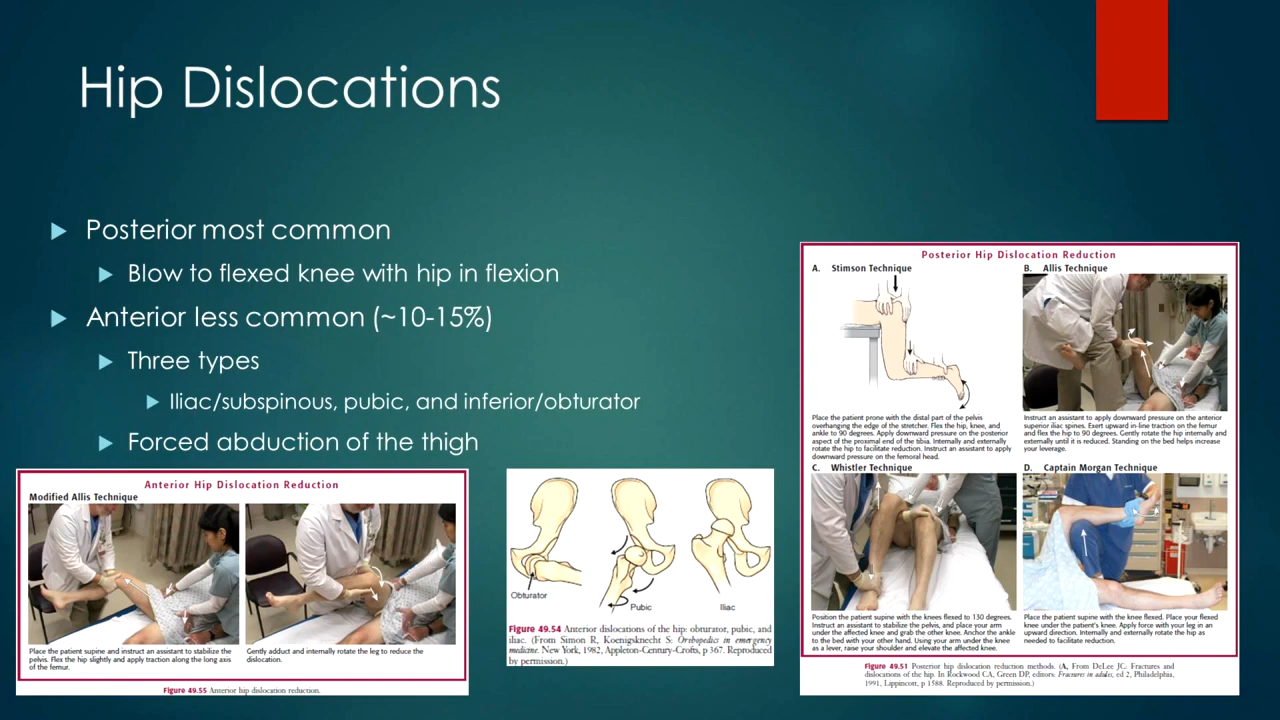 Hip Dislocations
Posterior most common
Blow to flexed knee with hip in flexion
Anterior less common (~10-15%)
Three types
Iliac/subspinous, pubic, and inferior/obturator
Forced abduction of the thigh
Anterior Hip Dislocation Reduction
Modified Allis Technique
Place the patient supine and instruct an assistant to stabilize the
pelvis. Flex the hip slightly and apply traction along the long axis
of the femur.
Gently adduct and internally rotate the leg to reduce the
dislocation.
Figure 49.55 Anterior hip dislocation reduction.
Obturator
Pubic
Iliac
Figure 49.54 Anterior dislocations of the hip: obturator, pubic, and
iliac. (From Simon R, Koenigsknecht S: Orthopedics in emergency
medicine. New York, 1982, Appleton-Century-Crofts, p 367. Reproduced
by permission.)
Posterior Hip Dislocation Reduction
A. Stimson Technique
Place the patient prone with the distal part of the pelvis
overhanging the edge of the stretcher. Flex the hip, knee, and
ankle to 90 degrees. Apply downward pressure on the posterior
aspect of the proximal end of the tibia. Internally and externally
rotate the hip to facilitate reduction. Instruct an assistant to apply
downward pressure on the femoral head.
B. Allis Technique
Instruct an assistant to apply downward pressure on the anterior
superior iliac spines. Exert upward in-line traction on the femur
and flex the hip to 90 degrees. Gently rotate the hip internally and
externally until it is reduced. Standing on the bed helps increase
your leverage.
C. Whistler Technique
Position the patient supine with the knees flexed to 130 degrees.
Instruct an assistant to stabilize the pelvis, and place your arm
under the affected knee and grab the other knee. Anchor the ankle
to the bed with your other hand. Using your arm under the knee
as a lever, raise your shoulder and elevate the affected knee.
D. Captain Morgan Technique
Place the patient supine with the knee flexed. Place your flexed
knee under the patient's knee. Apply force with your leg in an
upward direction. Internally and externally rotate the hip as
needed to facilitate reduction.
Figure 49.51 Posterior hip dislocation reduction methods. (A, From DeLee JC. Fractures and
dislocations of the hip. In Rockwood CA, Green DP, editors: Fractures in adults, ed 2, Philadelphia,
1991, Lippincott, p 1588. Reproduced by permission.)